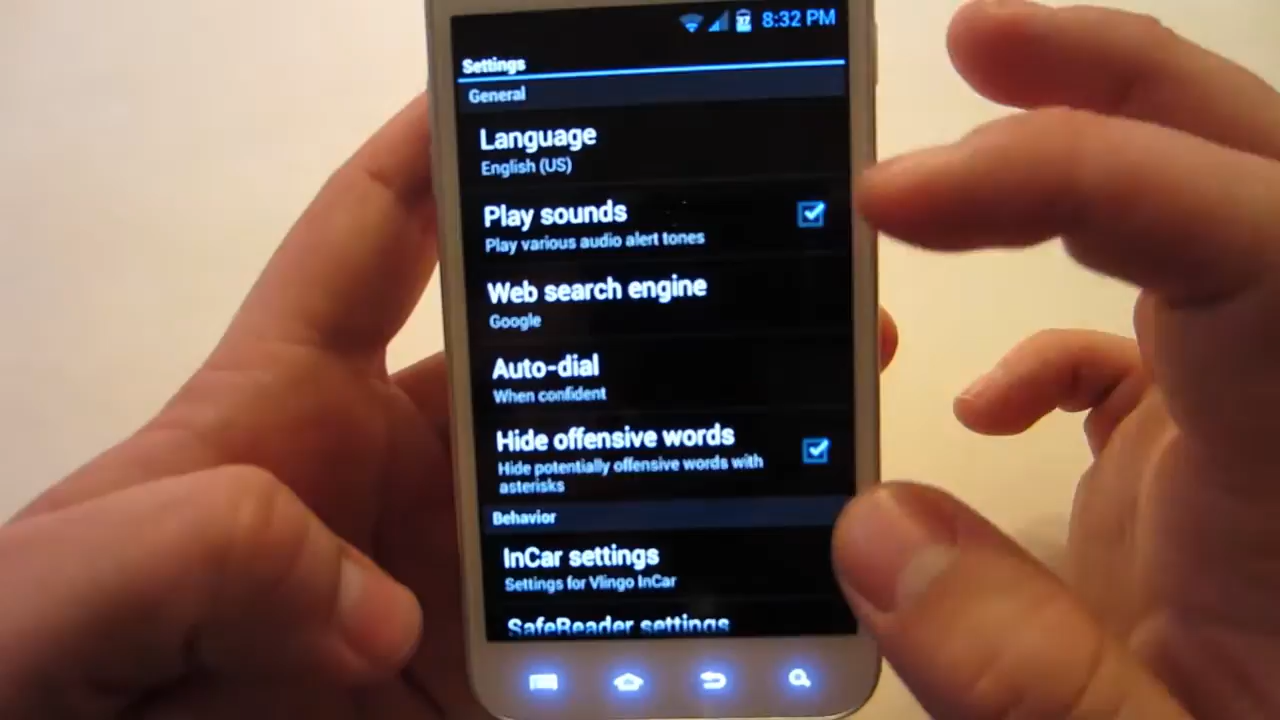 8:32 PM
Settings
General
Language
English (US)
Play sounds
Play various audio alert tones
Web search engine
Google
Auto-dial
When confident
Hide offensive words
Hide potentially offensive words with
asterisks
Behavior
InCar settings
Settings for Vlingo InCar
SafeReader settings